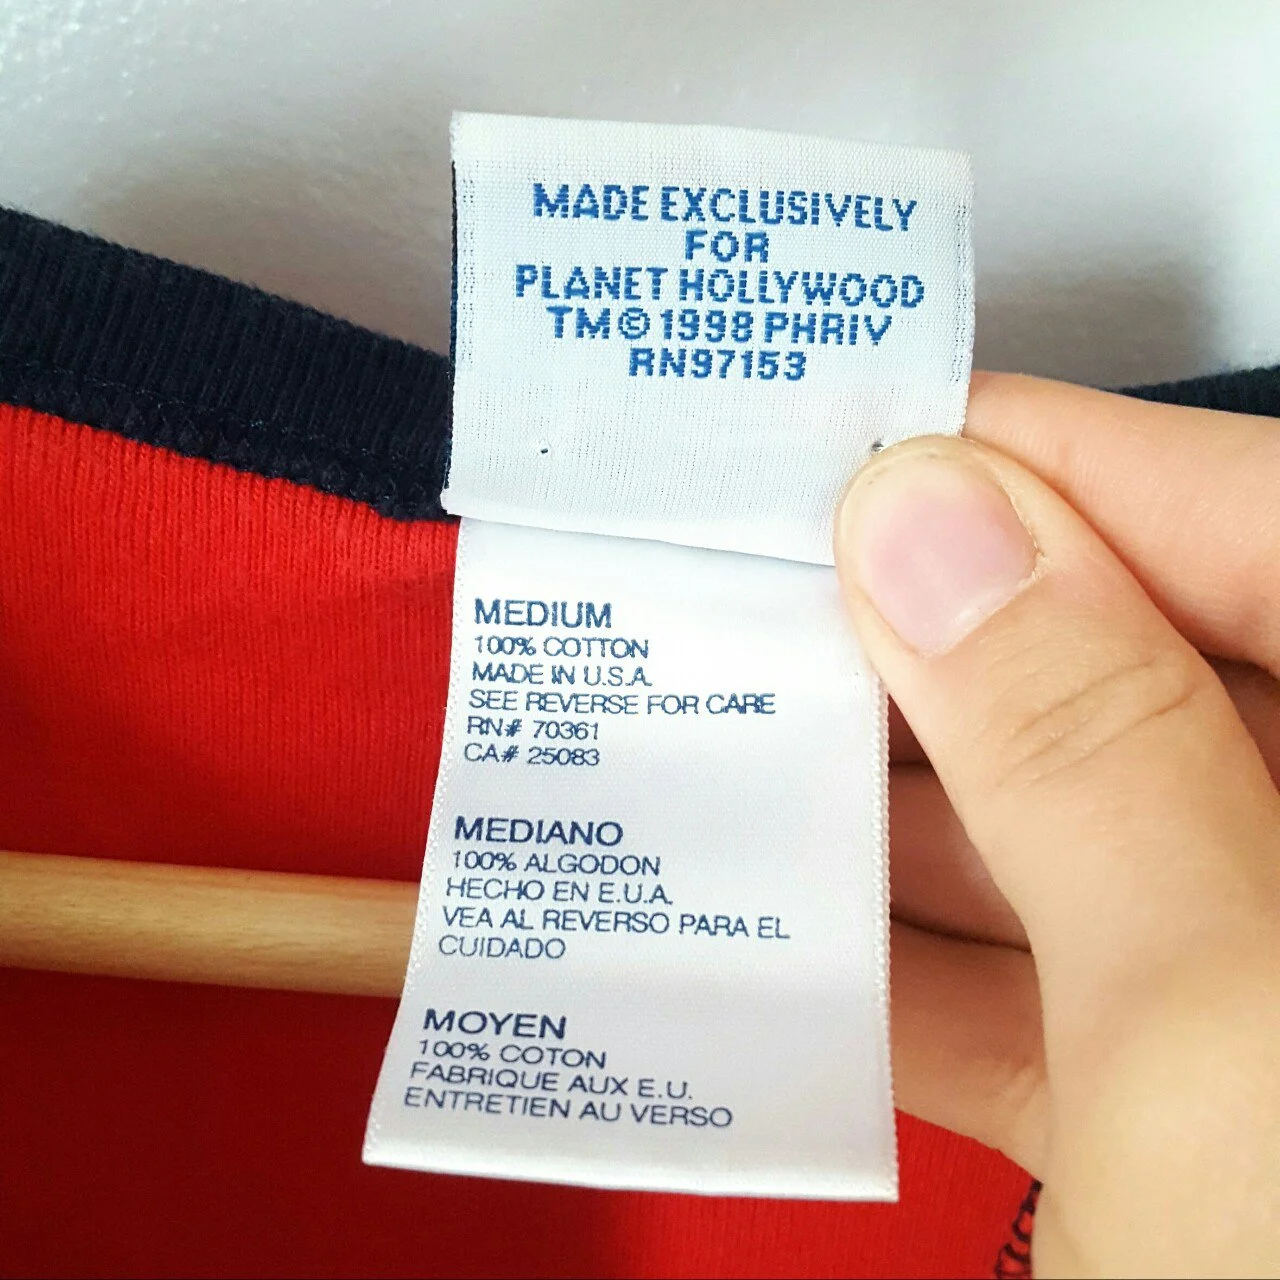 MADE EXCLUSIVELY
FOR
PLANET HOLLYWOOD
TM © 1998 PHRIV
RN97153
MEDIUM
100% COTTON
MADE IN U.S.A.
SEE REVERSE FOR CARE
RN# 70361
CA# 25083
MEDIANO
100% ALGODON
HECHO EN E.U.A.
VEA AL REVERSO PARA EL
CUIDADO
MOYEN
100% COTON
FABRIQUE AUX E.U.
ENTRETIEN AU VERSO